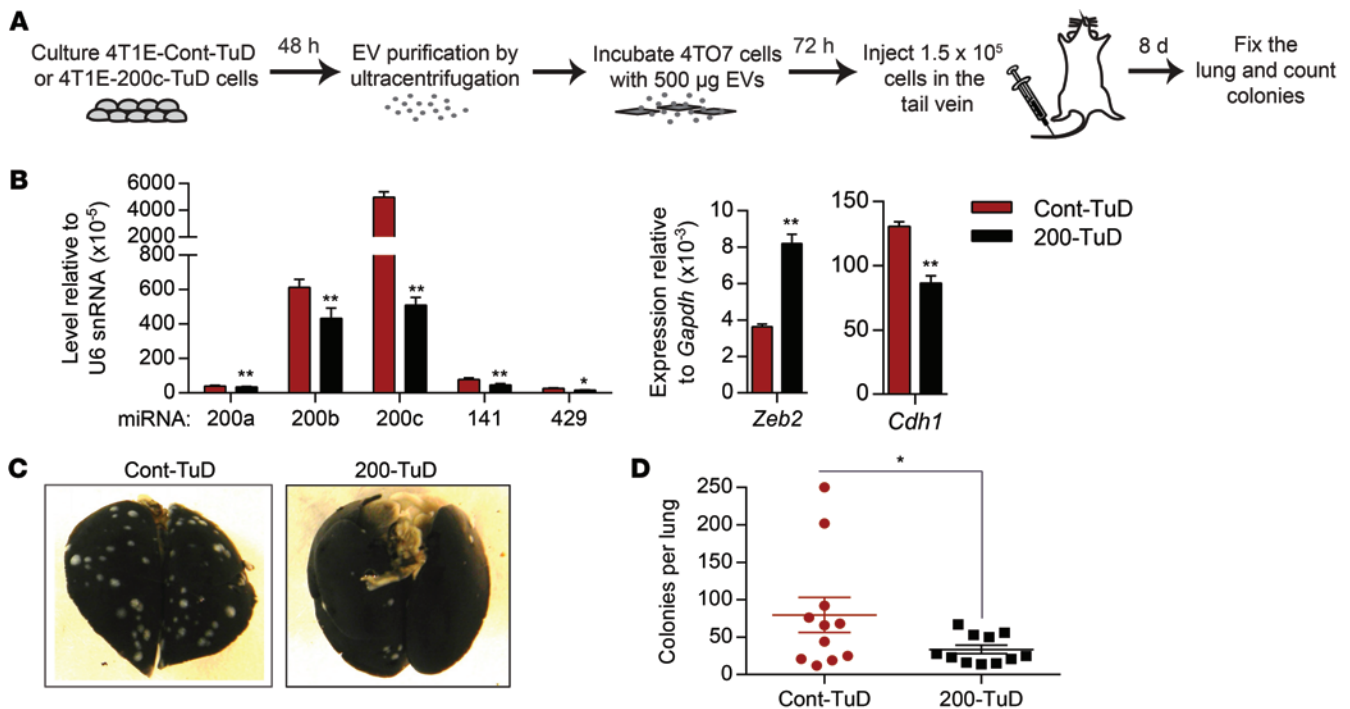 A
Culture 4T1E-Cont-TuD
or 4T1E-200c-TuD cells
48 h
EV purification by
ultracentrifugation
Incubate 4TO7 cells
with 500 µg EVs
72 h
Inject 1.5 x 10⁵
cells in the
tail vein
8 d
Fix the
lung and count
colonies
B
Level relative to
U6 snRNA (x10⁻⁵)
6000
4000
2000
800
600
400
200
0
** ** ** ** *
miRNA: 200a 200b 200c 141 429
Expression relative
to Gapdh (x10⁻³)
10
8
6
4
2
0
**
Zeb2
150
100
50
0
**
Cdh1
Cont-TuD
200-TuD
C
Cont-TuD
200-TuD
D
Colonies per lung
250
200
150
100
50
0
*
Cont-TuD 200-TuD